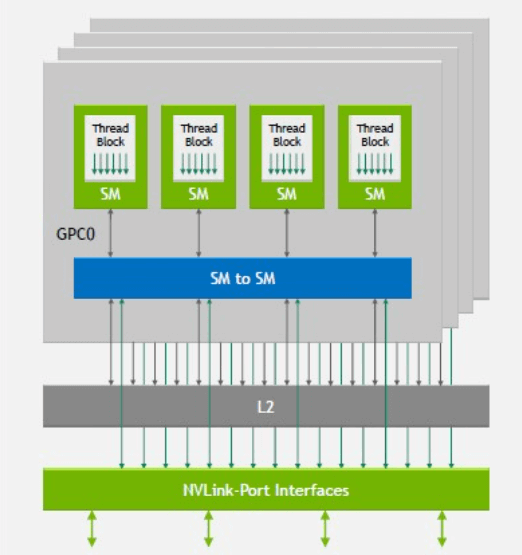 Thread
Block
SM
Thread
Block
SM
Thread
Block
SM
Thread
Block
SM
GPC0
SM to SM
L2
NVLink-Port Interfaces